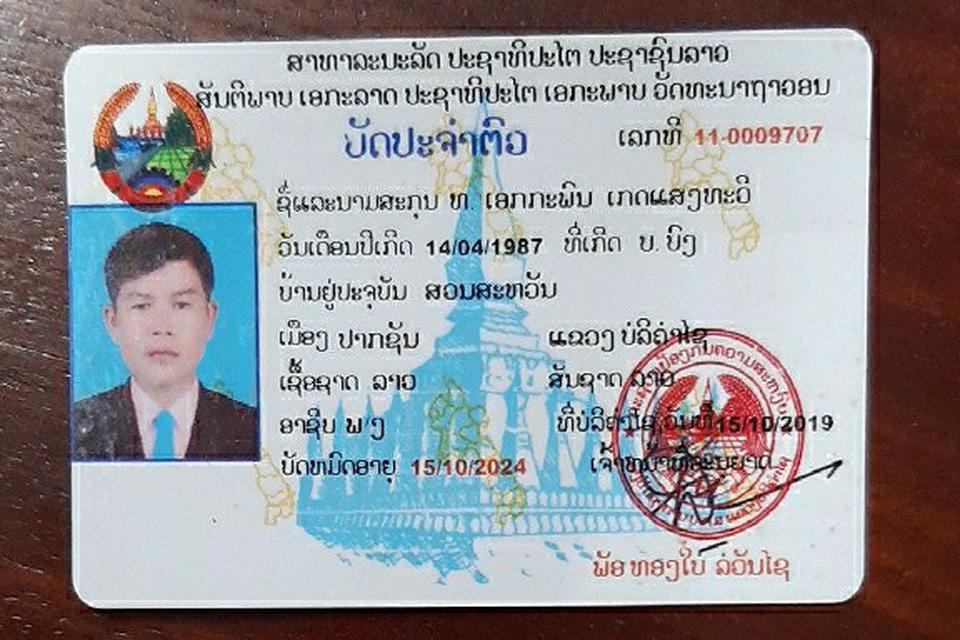 ສາທາລະນະລັດ ປະຊາທິປະໄຕ ປະຊາຊົນລາວ
ສັນຕິພາບ ເອກະລາດ ປະຊາທິປະໄຕ ເອກະພາບ ວັດທະນາຖາວອນ
ບັດປະຈຳຕົວ ເລກທີ 11-0009707
ຊື່ແລະນາມສະກຸນ ທ. ເອກກະພົນ ເກດແສງທະວີ
ວັນເດືອນປີເກີດ 14/04/1987 ທີ່ເກີດ ບ. ບົງ
ບ້ານຢູ່ປະຈຸບັນ ສວນສະຫວັນ
ເມືອງ ປາກຊັນ ແຂວງ ບໍລິຄຳໄຊ
ເຊື້ອຊາດ ລາວ ສັນຊາດ ລາວ
ອາຊີບ ພ/ງ ທີ່ບໍລິຄຳໄຊ,ວັນທີ 15/10/2019
ບັດຫມົດອາຍຸ 15/10/2024 ເຈົ້າຫນ້າທີ່ອະນຸຍາດ
ພັອ ທອງໃບ ລໍວັນໄຊ